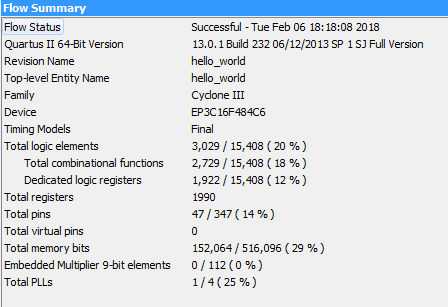 Flow Summary
Flow Status Successful - Tue Feb 06 18:18:08 2018
Quartus II 64-Bit Version 13.0.1 Build 232 06/12/2013 SP 1 SJ Full Version
Revision Name hello_world
Top-level Entity Name hello_world
Family Cyclone III
Device EP3C16F484C6
Timing Models Final
Total logic elements 3,029 / 15,408 ( 20 % )
Total combinational functions 2,729 / 15,408 ( 18 % )
Dedicated logic registers 1,922 / 15,408 ( 12 % )
Total registers 1990
Total pins 47 / 347 ( 14 % )
Total virtual pins 0
Total memory bits 152,064 / 516,096 ( 29 % )
Embedded Multiplier 9-bit elements 0 / 112 ( 0 % )
Total PLLs 1 / 4 ( 25 % )